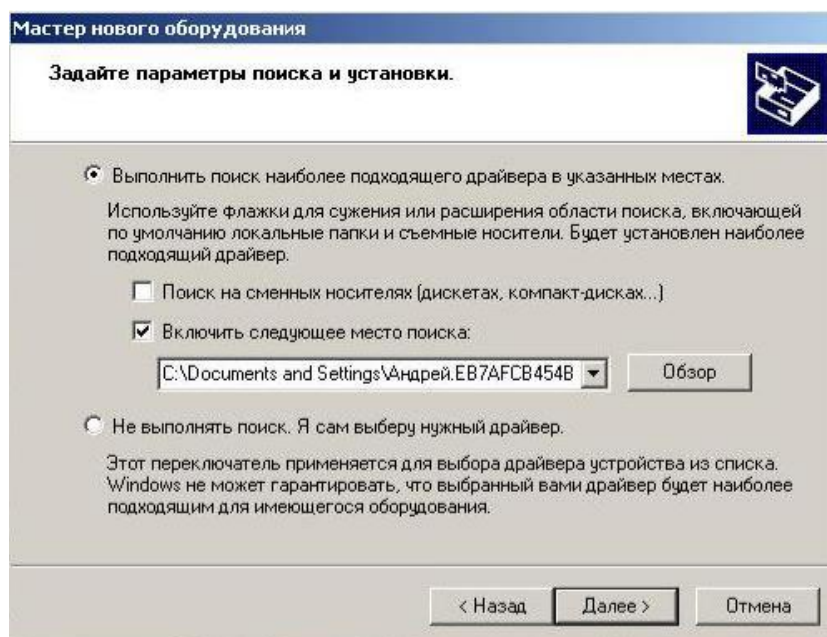 Мастер нового оборудования
Задайте параметры поиска и установки.
Выполнить поиск наиболее подходящего драйвера в указанных местах.
Используйте флажки для сужения или расширения области поиска, включающей
по умолчанию локальные папки и съемные носители. Будет установлен наиболее
подходящий драйвер.
Поиск на сменных носителях (дискетах, компакт-дисках...)
Включить следующее место поиска:
C:\Documents and Settings\Андрей.EB7AFCB454B
Обзор
Не выполнять поиск. Я сам выберу нужный драйвер.
Этот переключатель применяется для выбора драйвера устройства из списка.
Windows не может гарантировать, что выбранный вами драйвер будет наиболее
подходящим для имеющегося оборудования.
< Назад Далее > Отмена